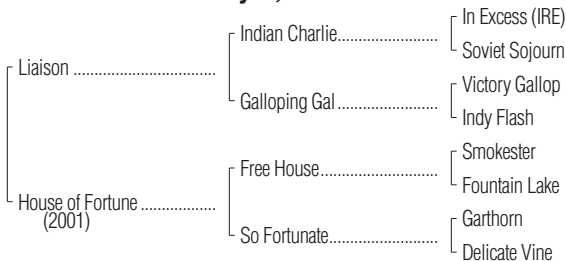 Liaison
House of Fortune
(2001)
Indian Charlie
Galloping Gal
Free House
So Fortunate
In Excess (IRE)
Soviet Sojourn
Victory Gallop
Indy Flash
Smokester
Fountain Lake
Garthorn
Delicate Vine